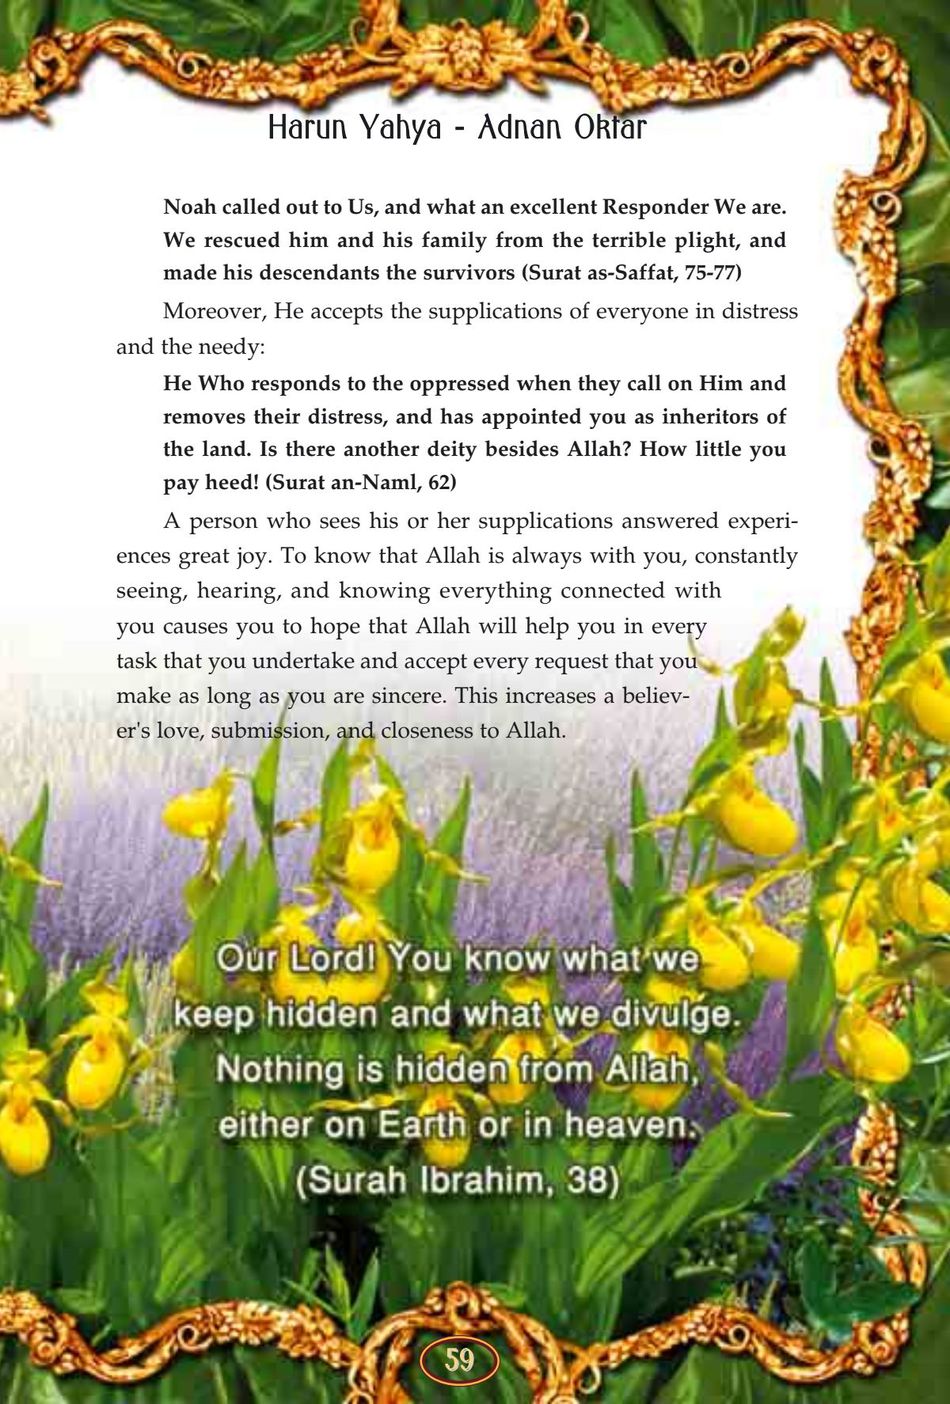 Harun Yahya - Adnan Oktar
Noah called out to Us, and what an excellent Responder We are.
We rescued him and his family from the terrible plight, and
made his descendants the survivors (Surat as-Saffat, 75-77)
Moreover, He accepts the supplications of everyone in distress
and the needy:
He Who responds to the oppressed when they call on Him and
removes their distress, and has appointed you as inheritors of
the land. Is there another deity besides Allah? How little you
pay heed! (Surat an-Naml, 62)
A person who sees his or her supplications answered experi-
ences great joy. To know that Allah is always with you, constantly
seeing, hearing, and knowing everything connected with
you causes you to hope that Allah will help you in every
task that you undertake and accept every request that you
make as long as you are sincere. This increases a believ-
er's love, submission, and closeness to Allah.
Our Lord! You know what we
keep hidden and what we divulge.
Nothing is hidden from Allah,
either on Earth or in heaven.
(Surah Ibrahim, 38)
59